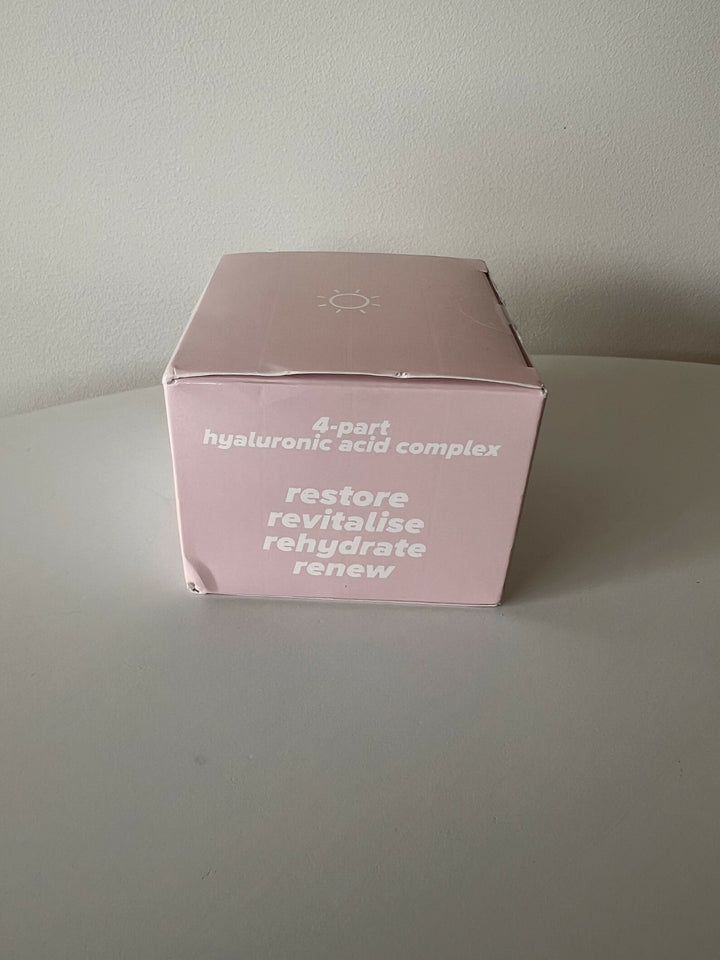 4-part
hyaluronic acid complex
restore
revitalise
rehydrate
renew